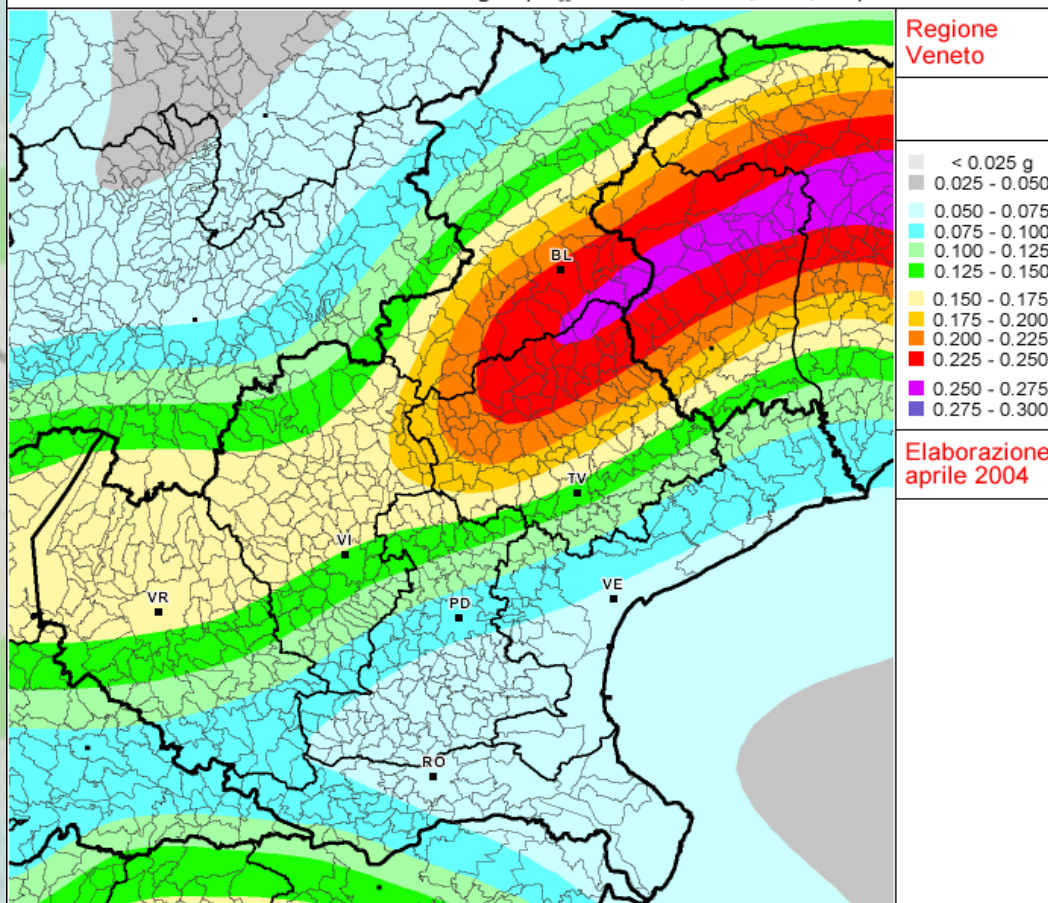 Regione
Veneto
< 0.025 g
0.025 - 0.050
0.050 - 0.075
0.075 - 0.100
0.100 - 0.125
0.125 - 0.150
0.150 - 0.175
0.175 - 0.200
0.200 - 0.225
0.225 - 0.250
0.250 - 0.275
0.275 - 0.300
Elaborazione
aprile 2004
BL
TV
VI
VE
VR
PD
RO